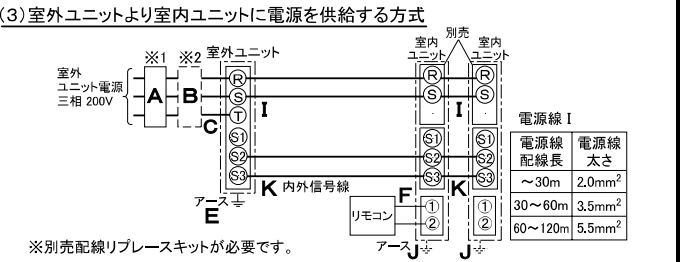 (3)室外ユニットより室内ユニットに電源を供給する方式
別売
※1 ※2 室外ユニット
室内
ユニット
室内
ユニット
室外
ユニット電源
三相 200V
A B C
R
S
T
S1
S2
S3
I
R
S
S1
S2
S3
I
R
S
S1
S2
S3
K 内外信号線
K
アース
E
リモコン
F
①
②
①
②
アース
J
J
電源線 I
電源線
配線長
電源線
太さ
~30m 2.0mm²
30~60m 3.5mm²
60~120m 5.5mm²
※別売配線リプレースキットが必要です。